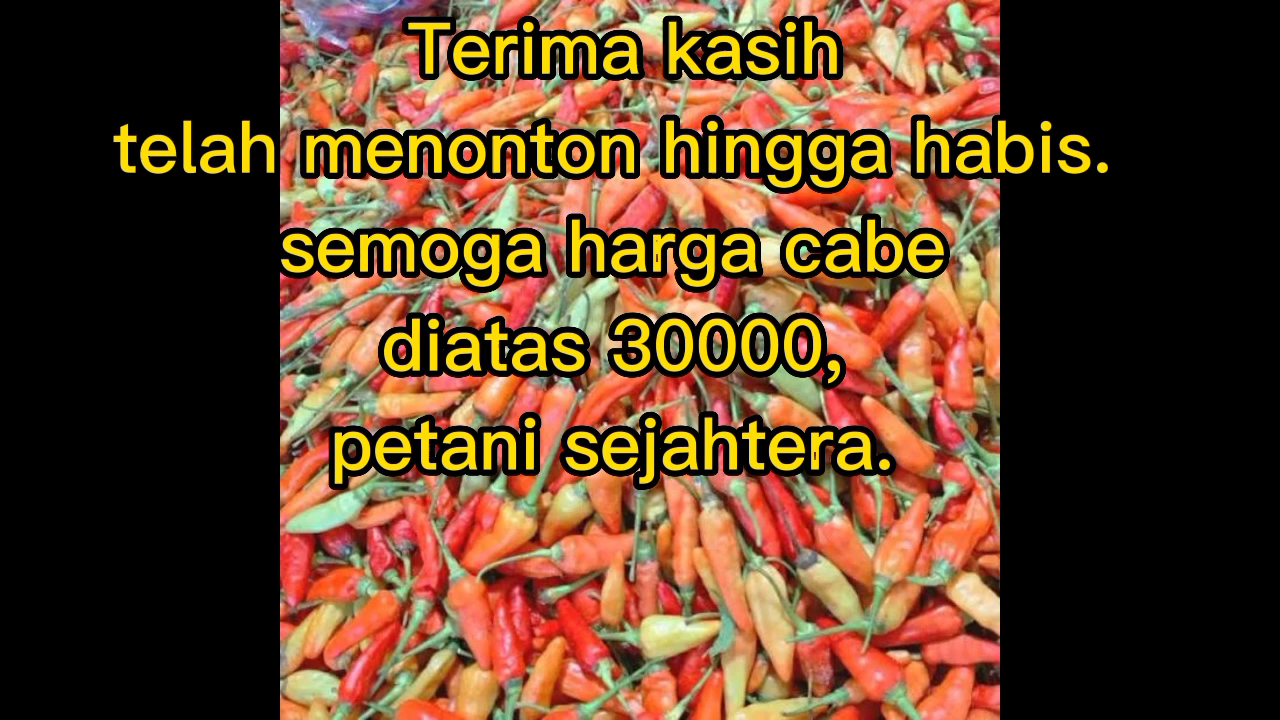 Terima kasih
telah menonton hingga habis.
semoga harga cabe
diatas 30000,
petani sejahtera.